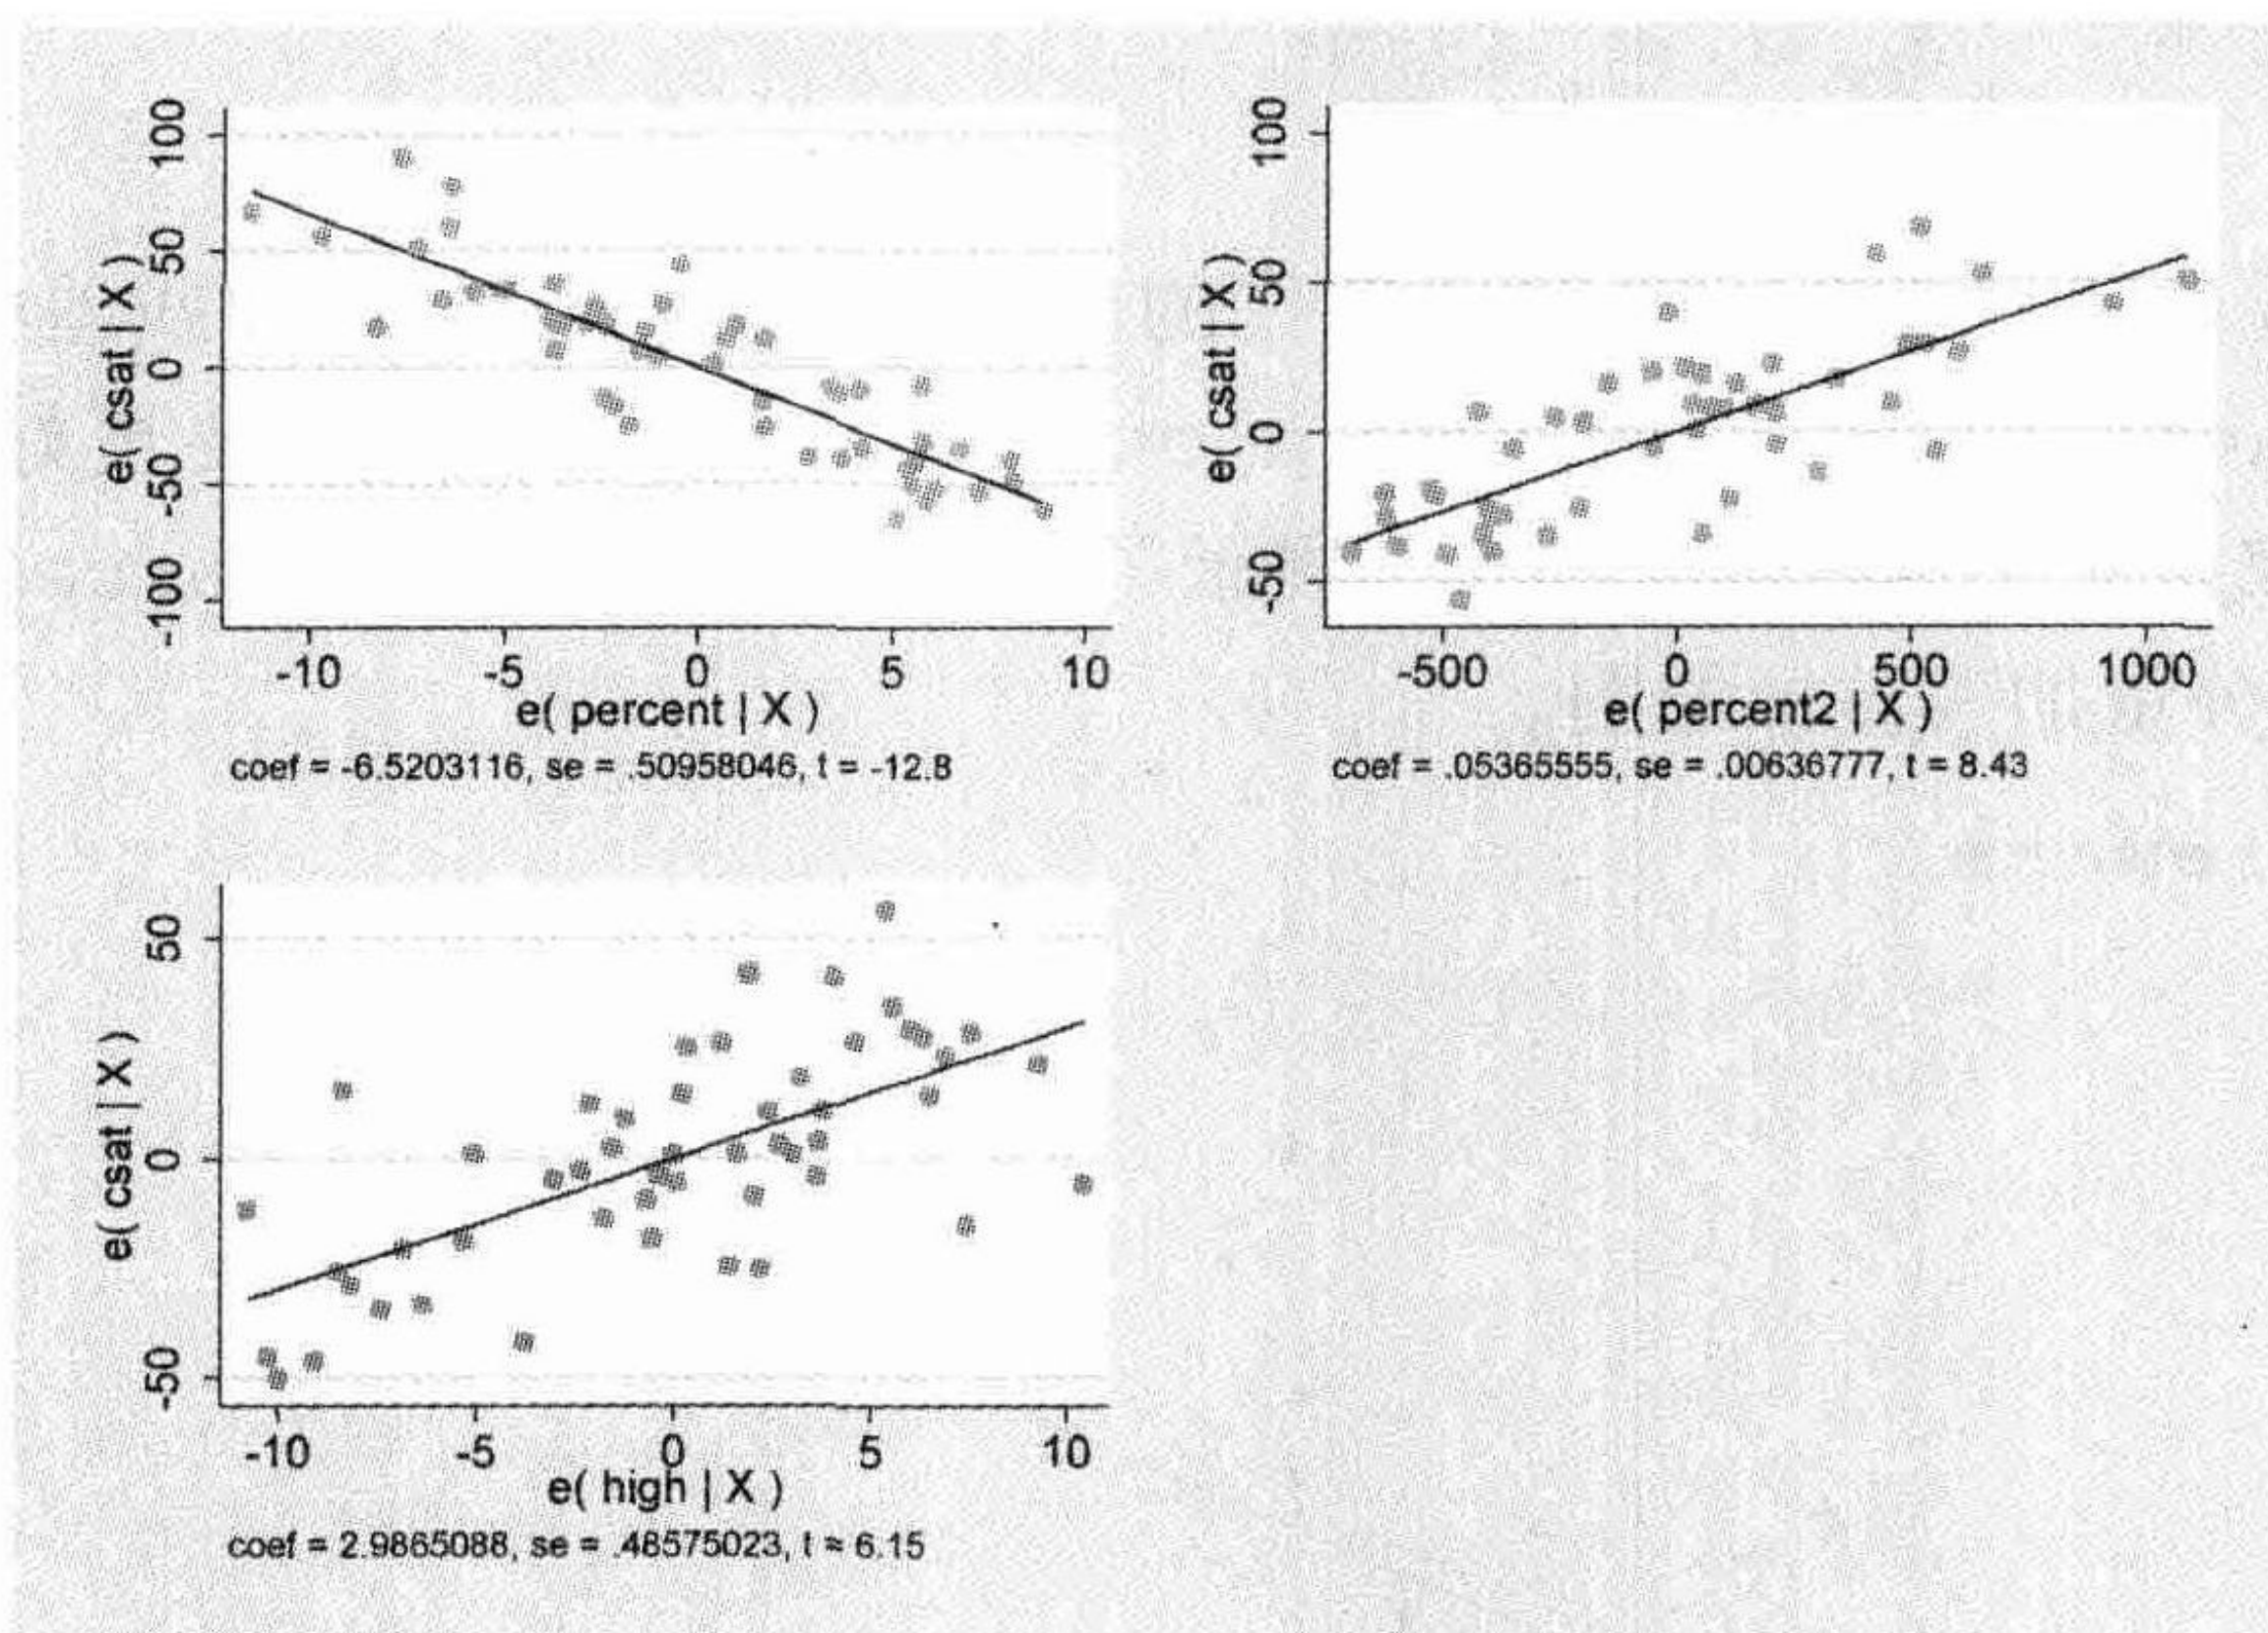 100
50
0
-50
-100
e( csat | X )
-10 -5 0 5 10
e( percent | X )
coef = -6.5203116, se = .50958046, t = -12.8
100
50
0
-50
e( csat | X )
-500 0 500 1000
e( percent2 | X )
coef = .05365555, se = .00636777, t = 8.43
50
0
-50
e( csat | X )
-10 -5 0 5 10
e( high | X )
coef = 2.9865088, se = .48575023, t = 6.15